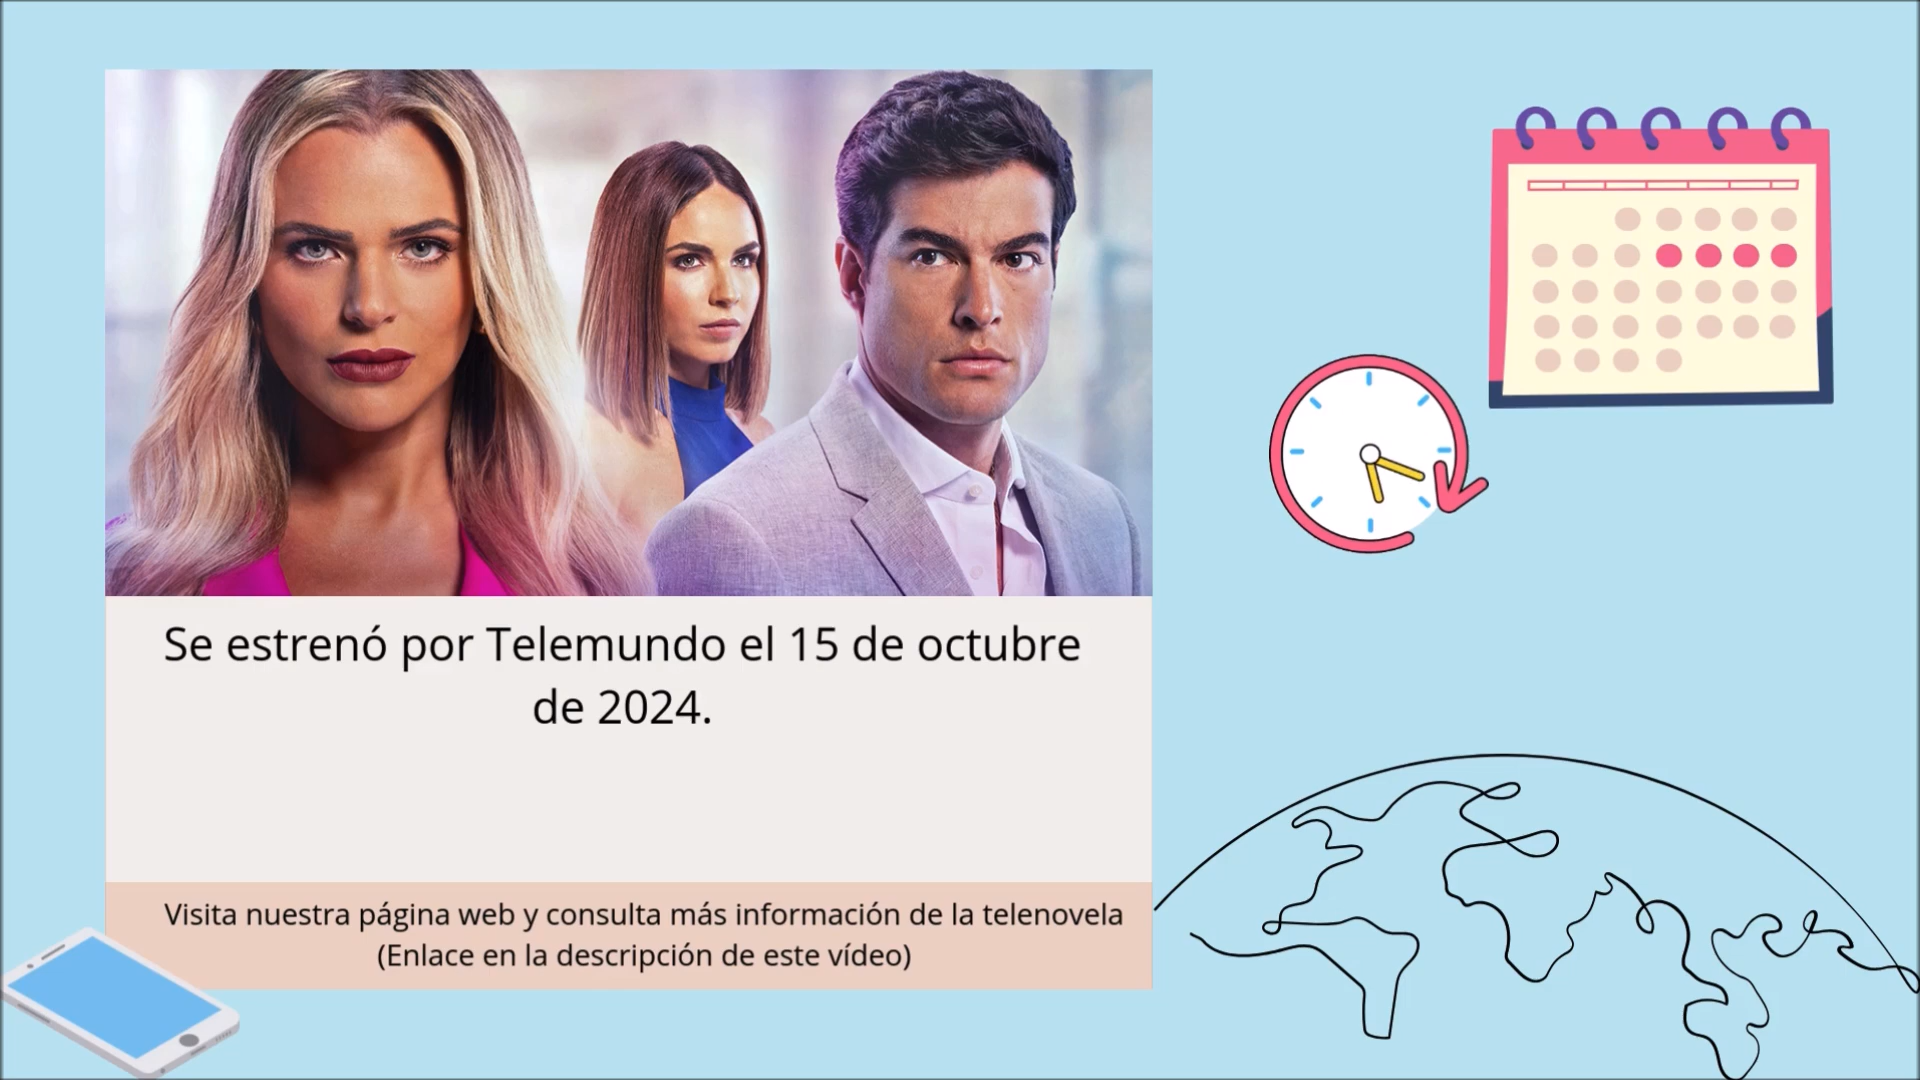 Se estrenó por Telemundo el 15 de octubre
de 2024.
Visita nuestra página web y consulta más información de la telenovela
(Enlace en la descripción de este vídeo)